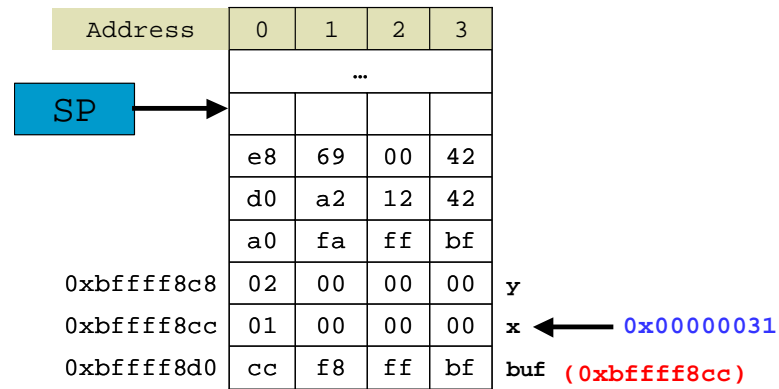 Address 0 1 2 3
…
SP
e8 69 00 42
d0 a2 12 42
a0 fa ff bf
0xbffff8c8 02 00 00 00 y
0xbffff8cc 01 00 00 00 x 0x00000031
0xbffff8d0 cc f8 ff bf buf (0xbffff8cc)